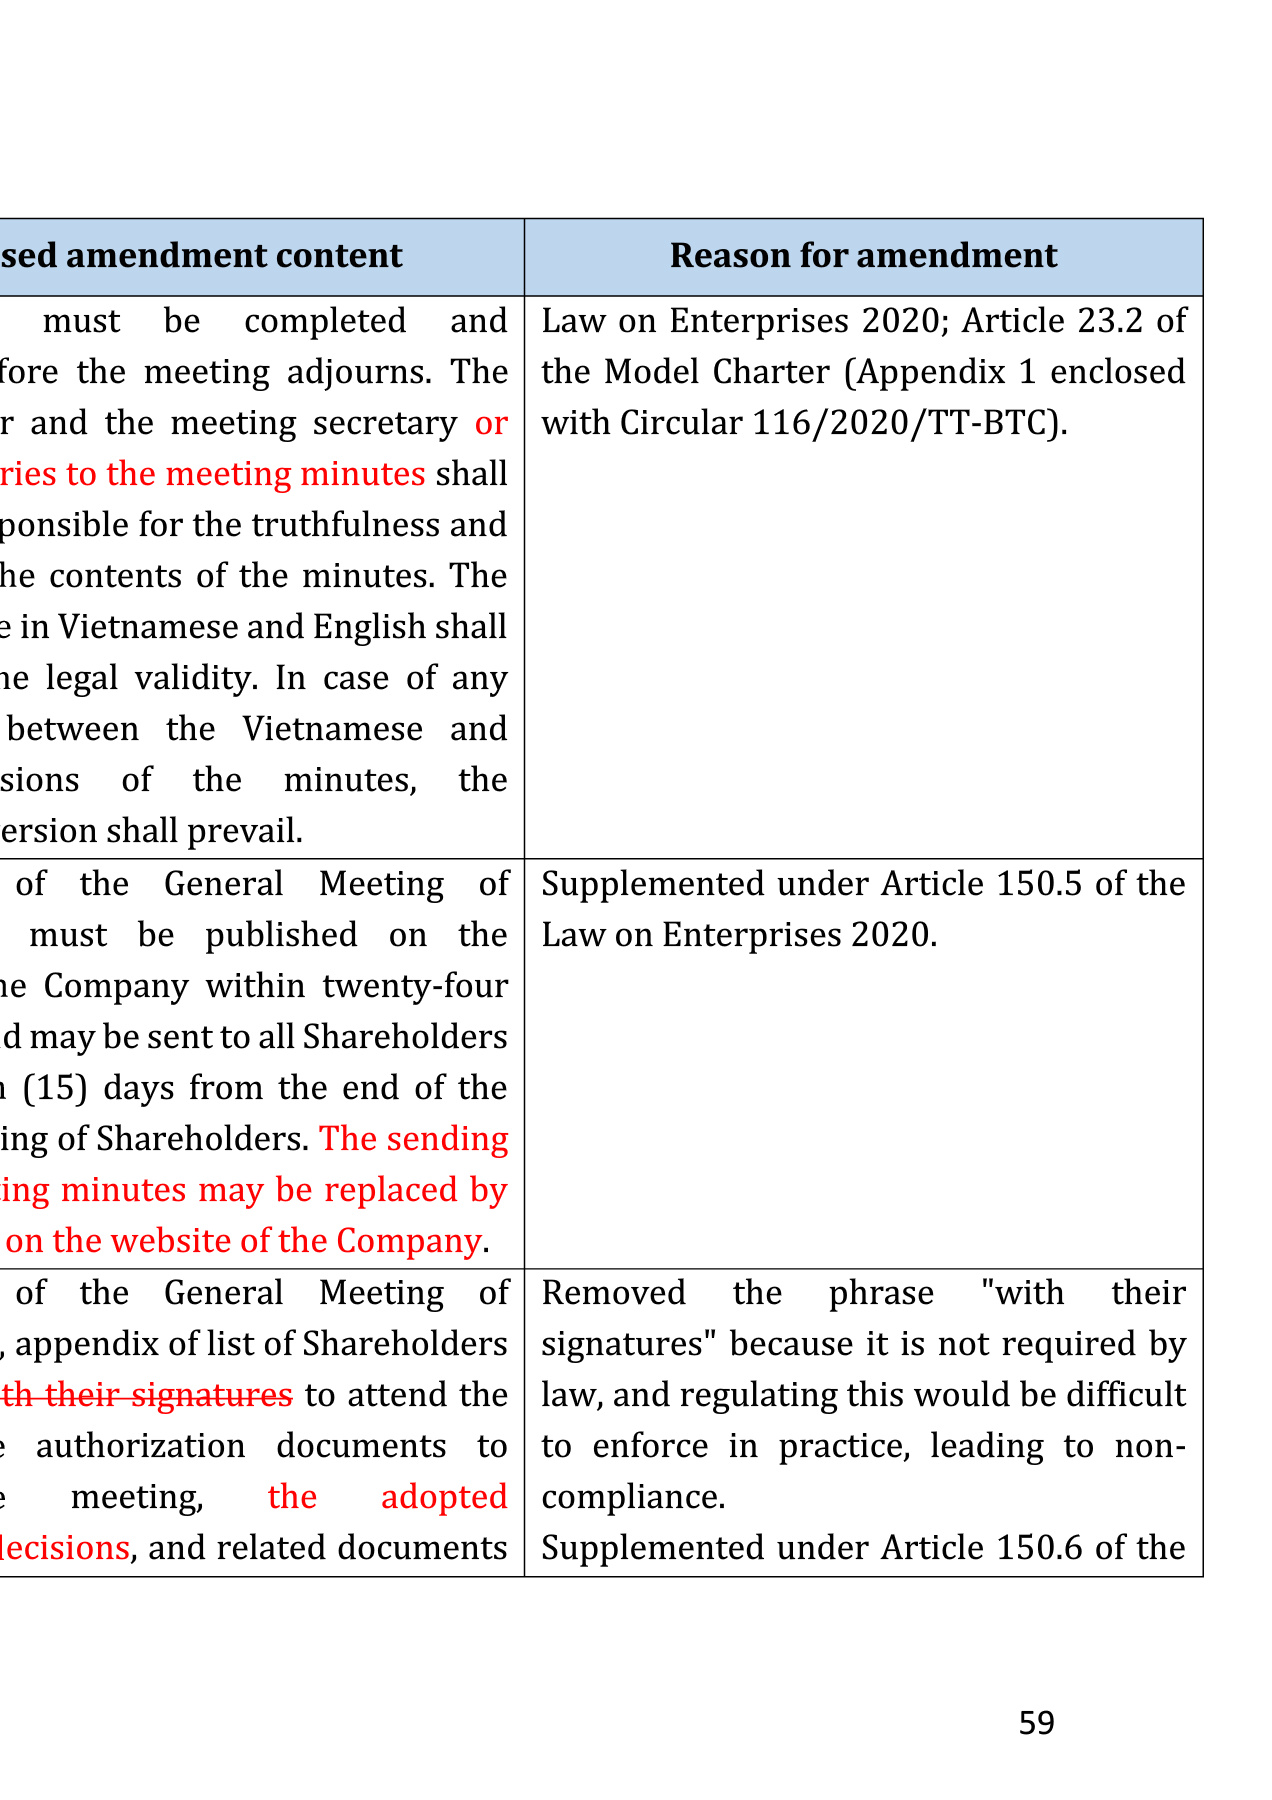 sed amendment content
Reason for amendment
must be completed and
fore the meeting adjourns. The
r and the meeting secretary or
ries to the meeting minutes shall
ponsible for the truthfulness and
he contents of the minutes. The
e in Vietnamese and English shall
ne legal validity. In case of any
between the Vietnamese and
sions of the minutes, the
ersion shall prevail.
Law on Enterprises 2020; Article 23.2 of
the Model Charter (Appendix 1 enclosed
with Circular 116/2020/TT-BTC).
of the General Meeting of
must be published on the
ne Company within twenty-four
d may be sent to all Shareholders
n (15) days from the end of the
ing of Shareholders. The sending
ting minutes may be replaced by
on the website of the Company.
Supplemented under Article 150.5 of the
Law on Enterprises 2020.
of the General Meeting of
, appendix of list of Shareholders
th their signatures to attend the
e authorization documents to
e meeting, the adopted
decisions, and related documents
Removed the phrase "with their
signatures" because it is not required by
law, and regulating this would be difficult
to enforce in practice, leading to non-
compliance.
Supplemented under Article 150.6 of the
59